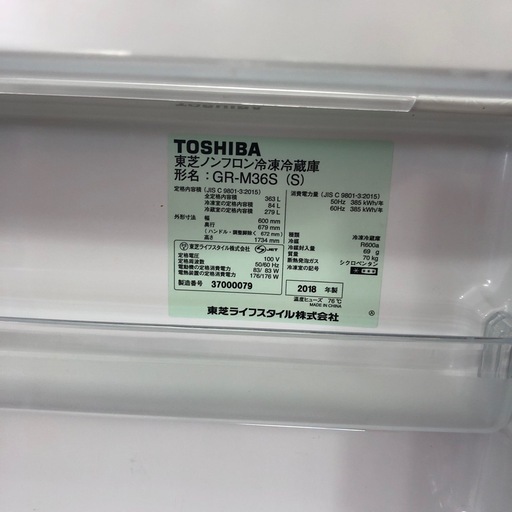 TOSHIBA
東芝ノンフロン冷凍冷蔵庫
形名：GR-M36S（S）
定格内容積（JIS C 9801-3:2015）
全定格内容積 363 L
冷凍室の定格内容積 84 L
冷蔵室の定格内容積 279 L
外形寸法 幅 600 mm
奥行 679 mm
（ハンドル・調整脚除く 672 mm）
高さ 1734 mm
東芝ライフスタイル株式会社 JET
定格電圧 100 V
定格周波数 50/60 Hz
電動機の定格消費電力 83/ 83 W
電熱装置の定格消費電力 176/176 W
製造番号 37000079
消費電力量（JIS C 9801-3:2015）
50Hz 385 kWh/年
60Hz 385 kWh/年
種類 冷凍冷蔵庫
冷媒 R600a
冷媒封入量 69 g
質量 70 kg
断熱発泡ガス シクロペンタン
冷凍室の記号
2018 年製
温度ヒューズ 76℃
MADE IN CHINA
東芝ライフスタイル株式会社
Ⓐ